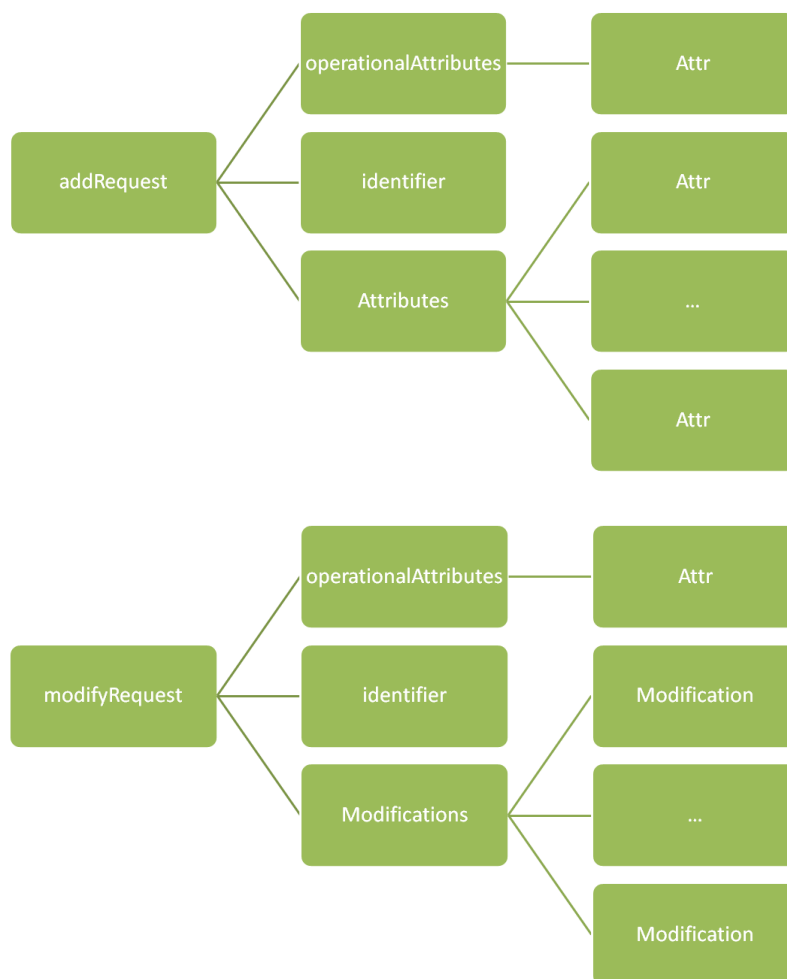 operationalAttributes
Attr
addRequest
identifier
Attr
Attributes
...
Attr
operationalAttributes
Attr
modifyRequest
identifier
Modification
Modifications
...
Modification